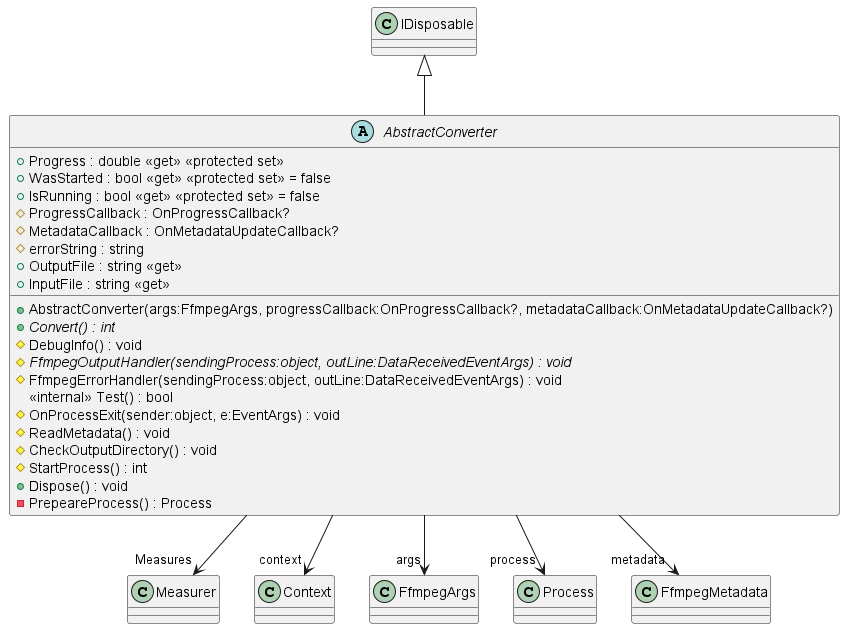 C IDisposable
A AbstractConverter
Progress : double «get» «protected set»
WasStarted : bool «get» «protected set» = false
IsRunning : bool «get» «protected set» = false
ProgressCallback : OnProgressCallback?
MetadataCallback : OnMetadataUpdateCallback?
errorString : string
OutputFile : string «get»
InputFile : string «get»
AbstractConverter(args:FfmpegArgs, progressCallback:OnProgressCallback?, metadataCallback:OnMetadataUpdateCallback?)
Convert() : int
DebugInfo() : void
FfmpegOutputHandler(sendingProcess:object, outLine:DataReceivedEventArgs) : void
FfmpegErrorHandler(sendingProcess:object, outLine:DataReceivedEventArgs) : void
«internal» Test() : bool
OnProcessExit(sender:object, e:EventArgs) : void
ReadMetadata() : void
CheckOutputDirectory() : void
StartProcess() : int
Dispose() : void
PrepeareProcess() : Process
Measures context args process metadata
C Measurer C Context C FfmpegArgs C Process C FfmpegMetadata